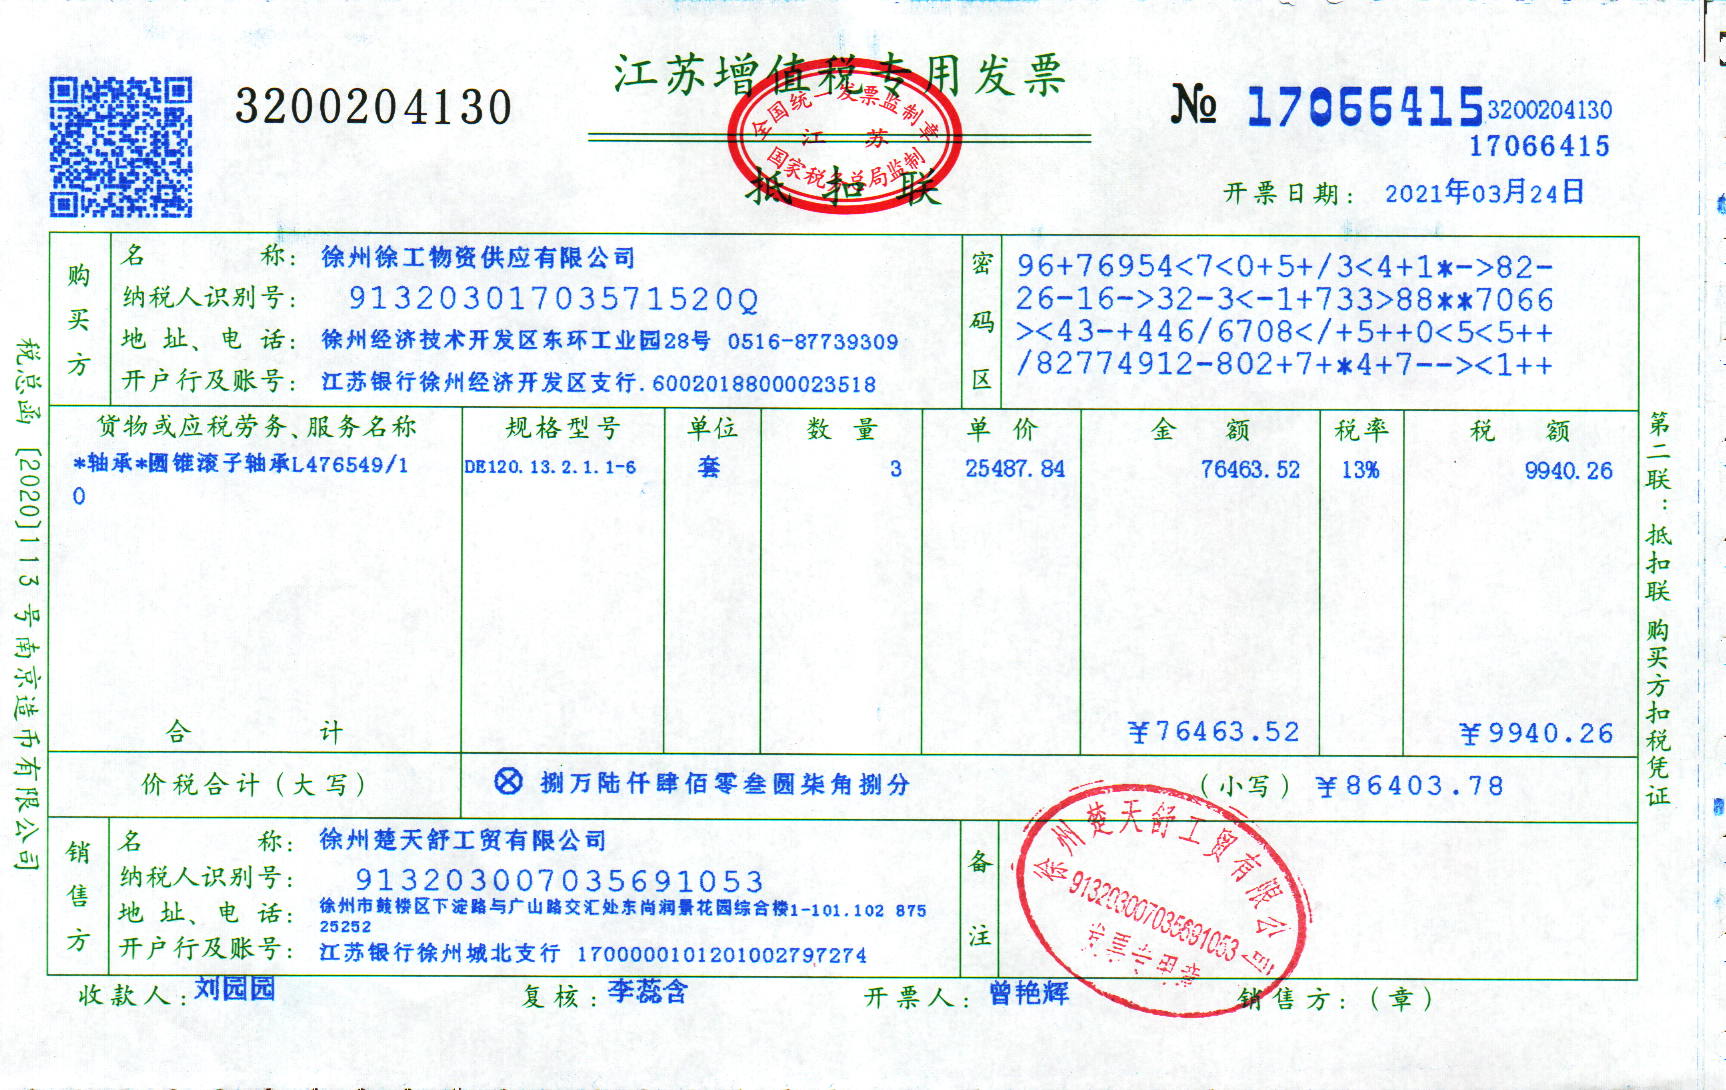 江苏增值税专用发票
3200204130
全国统一发票监制章
江 苏
国家税务总局监制
抵扣联
№ 17066415
3200204130
17066415
开票日期: 2021年03月24日
购买方
名 称: 徐州徐工物资供应有限公司
纳税人识别号: 91320301703571520Q
地 址、电 话: 徐州经济技术开发区东环工业园28号 0516-87739309
开户行及账号: 江苏银行徐州经济开发区支行.60020188000023518
密码区
96+76954<7<0+5+/3<4+1*->82-
26-16->32-3<-1+733>88**7066
><43-+446/6708</+5++0<5<5++
/82774912-802+7+*4+7--><1++
货物或应税劳务、服务名称 规格型号 单位 数 量 单 价 金 额 税率 税 额
*轴承*圆锥滚子轴承L476549/1 DE120.13.2.1.1-6 套 3 25487.84 76463.52 13% 9940.26
0
合 计 ￥76463.52 ￥9940.26
价税合计(大写) ⊗ 捌万陆仟肆佰零叁圆柒角捌分 (小写) ￥86403.78
销售方
名 称: 徐州楚天舒工贸有限公司
纳税人识别号: 913203007035691053
地 址、电 话: 徐州市鼓楼区下淀路与广山路交汇处东尚润景花园综合楼1-101.102 875
25252
开户行及账号: 江苏银行徐州城北支行 1700000101201002797274
备注
徐州楚天舒工贸有限公司
913203007035691053
发票专用章
收款人: 刘园园 复核: 李蕊含 开票人: 曾艳辉 销售方: (章)
税总函[2020]113号南京造币有限公司
第二联: 抵扣联 购买方扣税凭证